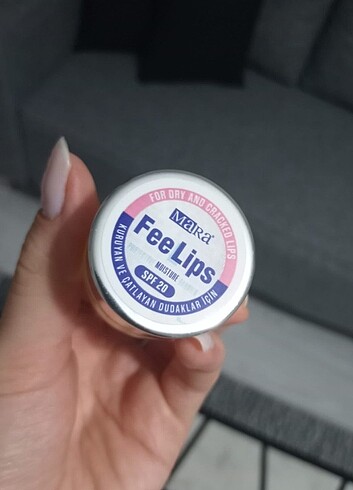 FOR DRY AND CRACKED LIPS
MARA
FeeLips
MOISTURE
SPF 20
KURUYAN VE ÇATLAYAN DUDAKLAR İÇİN